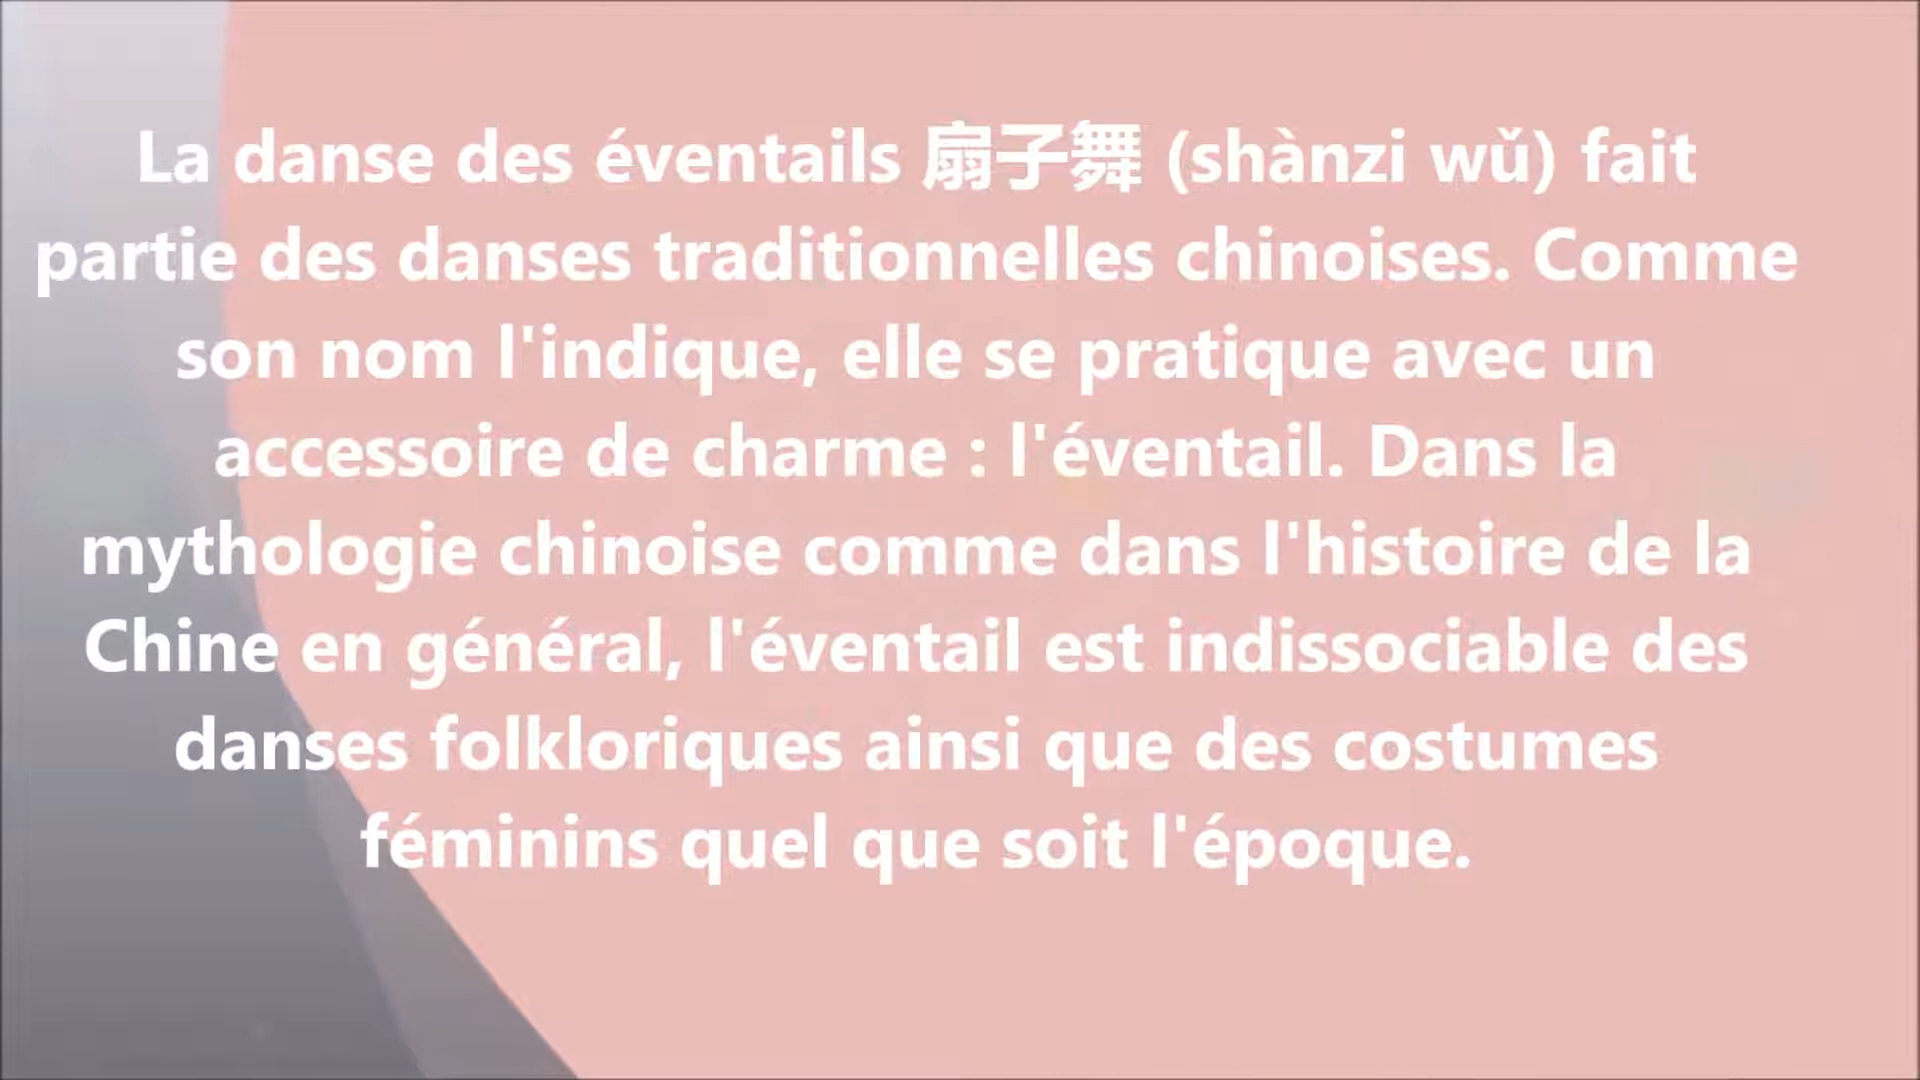 La danse des éventails 扇子舞 (shànzi wǔ) fait
partie des danses traditionnelles chinoises. Comme
son nom l'indique, elle se pratique avec un
accessoire de charme : l'éventail. Dans la
mythologie chinoise comme dans l'histoire de la
Chine en général, l'éventail est indissociable des
danses folkloriques ainsi que des costumes
féminins quel que soit l'époque.